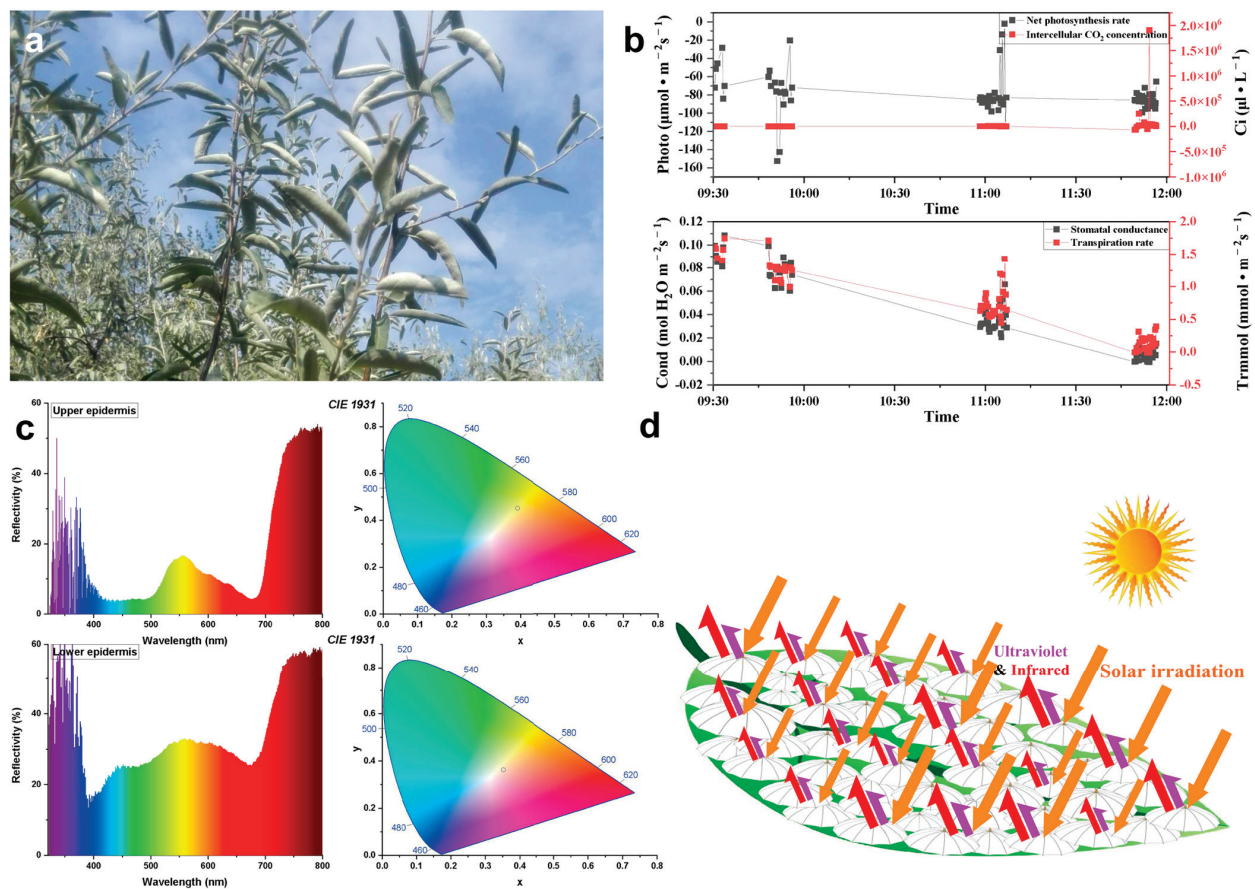 a
b
Net photosynthesis rate
Intercellular CO₂ concentration
Photo (μmol • m⁻²s⁻¹)
0
-20
-40
-60
-80
-100
-120
-140
-160
Ci (μl • L⁻¹)
2.0×10⁶
1.5×10⁶
1.0×10⁶
5.0×10⁵
0.0
-5.0×10⁵
-1.0×10⁶
09:30 10:00 10:30 11:00 11:30 12:00
Time
Stomatal conductance
Transpiration rate
Cond (mol H₂O m⁻²s⁻¹)
0.12
0.10
0.08
0.06
0.04
0.02
0.00
-0.02
Trmmol (mmol • m⁻²s⁻¹)
2.0
1.5
1.0
0.5
0.0
-0.5
09:30 10:00 10:30 11:00 11:30 12:00
Time
c
Upper epidermis
Reflectivity (%)
60
40
20
0
400 500 600 700 800
Wavelength (nm)
CIE 1931
y
0.8
0.6
0.4
0.2
0.0
520
540
560
580
600
620
500
480
460
0.0 0.1 0.2 0.3 0.4 0.5 0.6 0.7 0.8
x
Lower epidermis
Reflectivity (%)
60
40
20
0
400 500 600 700 800
Wavelength (nm)
CIE 1931
y
0.8
0.6
0.4
0.2
0.0
520
540
560
580
600
620
500
480
460
0.0 0.1 0.2 0.3 0.4 0.5 0.6 0.7 0.8
x
d
Ultraviolet
& Infrared
Solar irradiation